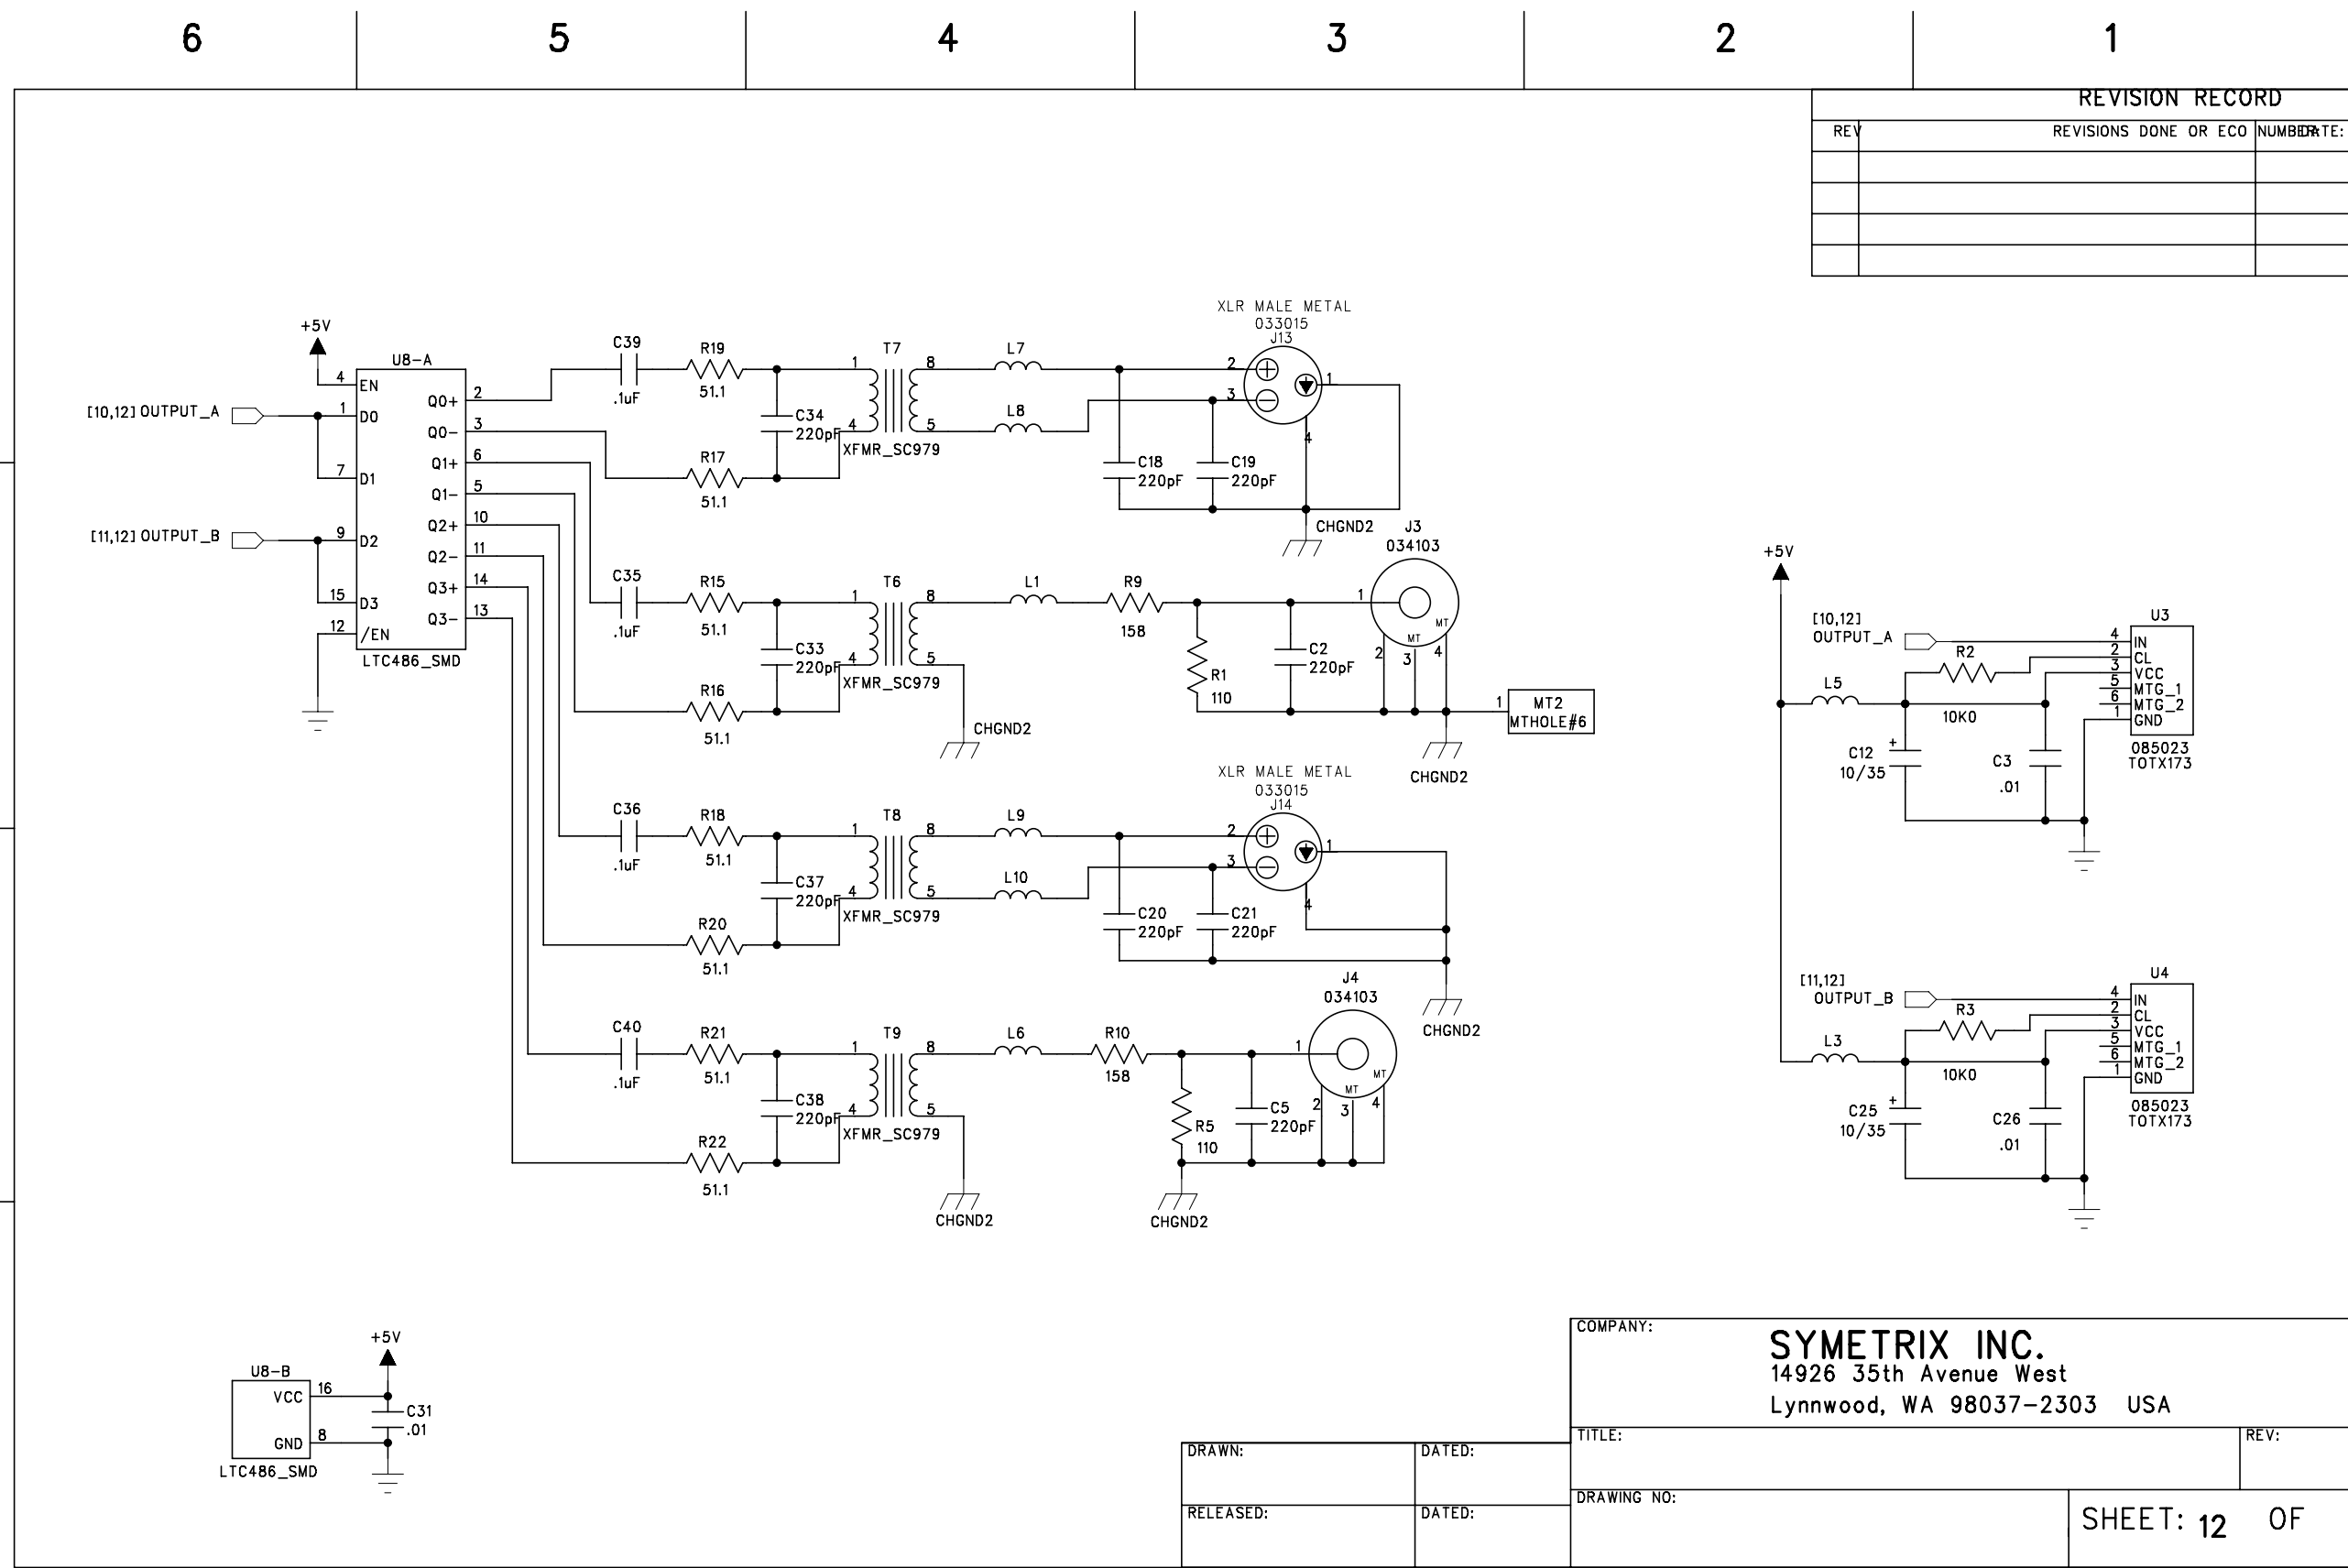 6 5 4 3 2 1
REVISION RECORD
REV REVISIONS DONE OR ECO NUMBER: DATE:
XLR MALE METAL
033015
J13
+5V
U8-A
4 EN
[10,12] OUTPUT_A 1 D0
7 D1
[11,12] OUTPUT_B 9 D2
15 D3
12 /EN
Q0+ 2
Q0- 3
Q1+ 6
Q1- 5
Q2+ 10
Q2- 11
Q3+ 14
Q3- 13
LTC486_SMD
C39
.1uF
R19
51.1
R17
51.1
C34
220pF
1 T7 8
4 5
XFMR_SC979
L7
L8
2
3
1
4
C18
220pF
C19
220pF
CHGND2
C35
.1uF
R15
51.1
R16
51.1
C33
220pF
1 T6 8
4 5
XFMR_SC979
CHGND2
L1
R9
158
R1
110
C2
220pF
J3
034103
1
MT
MT
2 3 4
1 MT2
MTHOLE#6
CHGND2
C36
.1uF
R18
51.1
R20
51.1
C37
220pF
1 T8 8
4 5
XFMR_SC979
L9
L10
XLR MALE METAL
033015
J14
2
3
1
4
C20
220pF
C21
220pF
CHGND2
C40
.1uF
R21
51.1
R22
51.1
C38
220pF
1 T9 8
4 5
XFMR_SC979
CHGND2
L6
R10
158
R5
110
C5
220pF
J4
034103
1
MT
MT
2 3 4
CHGND2
+5V
[10,12]
OUTPUT_A
U3
4 IN
2 CL
3 VCC
5 MTG_1
6 MTG_2
1 GND
085023
TOTX173
R2
10K0
L5
C12
+
10/35
C3
.01
[11,12]
OUTPUT_B
U4
4 IN
2 CL
3 VCC
5 MTG_1
6 MTG_2
1 GND
085023
TOTX173
R3
10K0
L3
C25
+
10/35
C26
.01
+5V
U8-B
VCC 16
GND 8
LTC486_SMD
C31
.01
COMPANY:
SYMETRIX INC.
14926 35th Avenue West
Lynnwood, WA 98037-2303 USA
TITLE: REV:
DRAWN: DATED:
DRAWING NO:
RELEASED: DATED:
SHEET: 12 OF